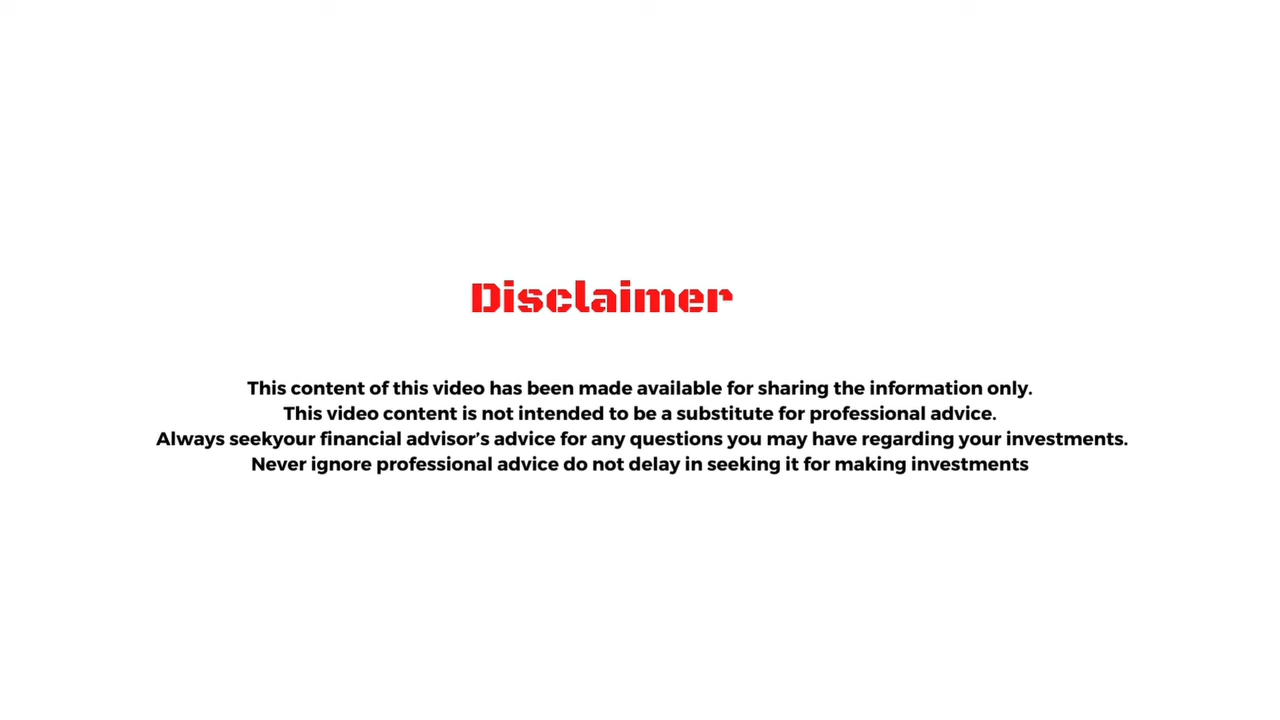 Disclaimer
This content of this video has been made available for sharing the information only.
This video content is not intended to be a substitute for professional advice.
Always seekyour financial advisor’s advice for any questions you may have regarding your investments.
Never ignore professional advice do not delay in seeking it for making investments